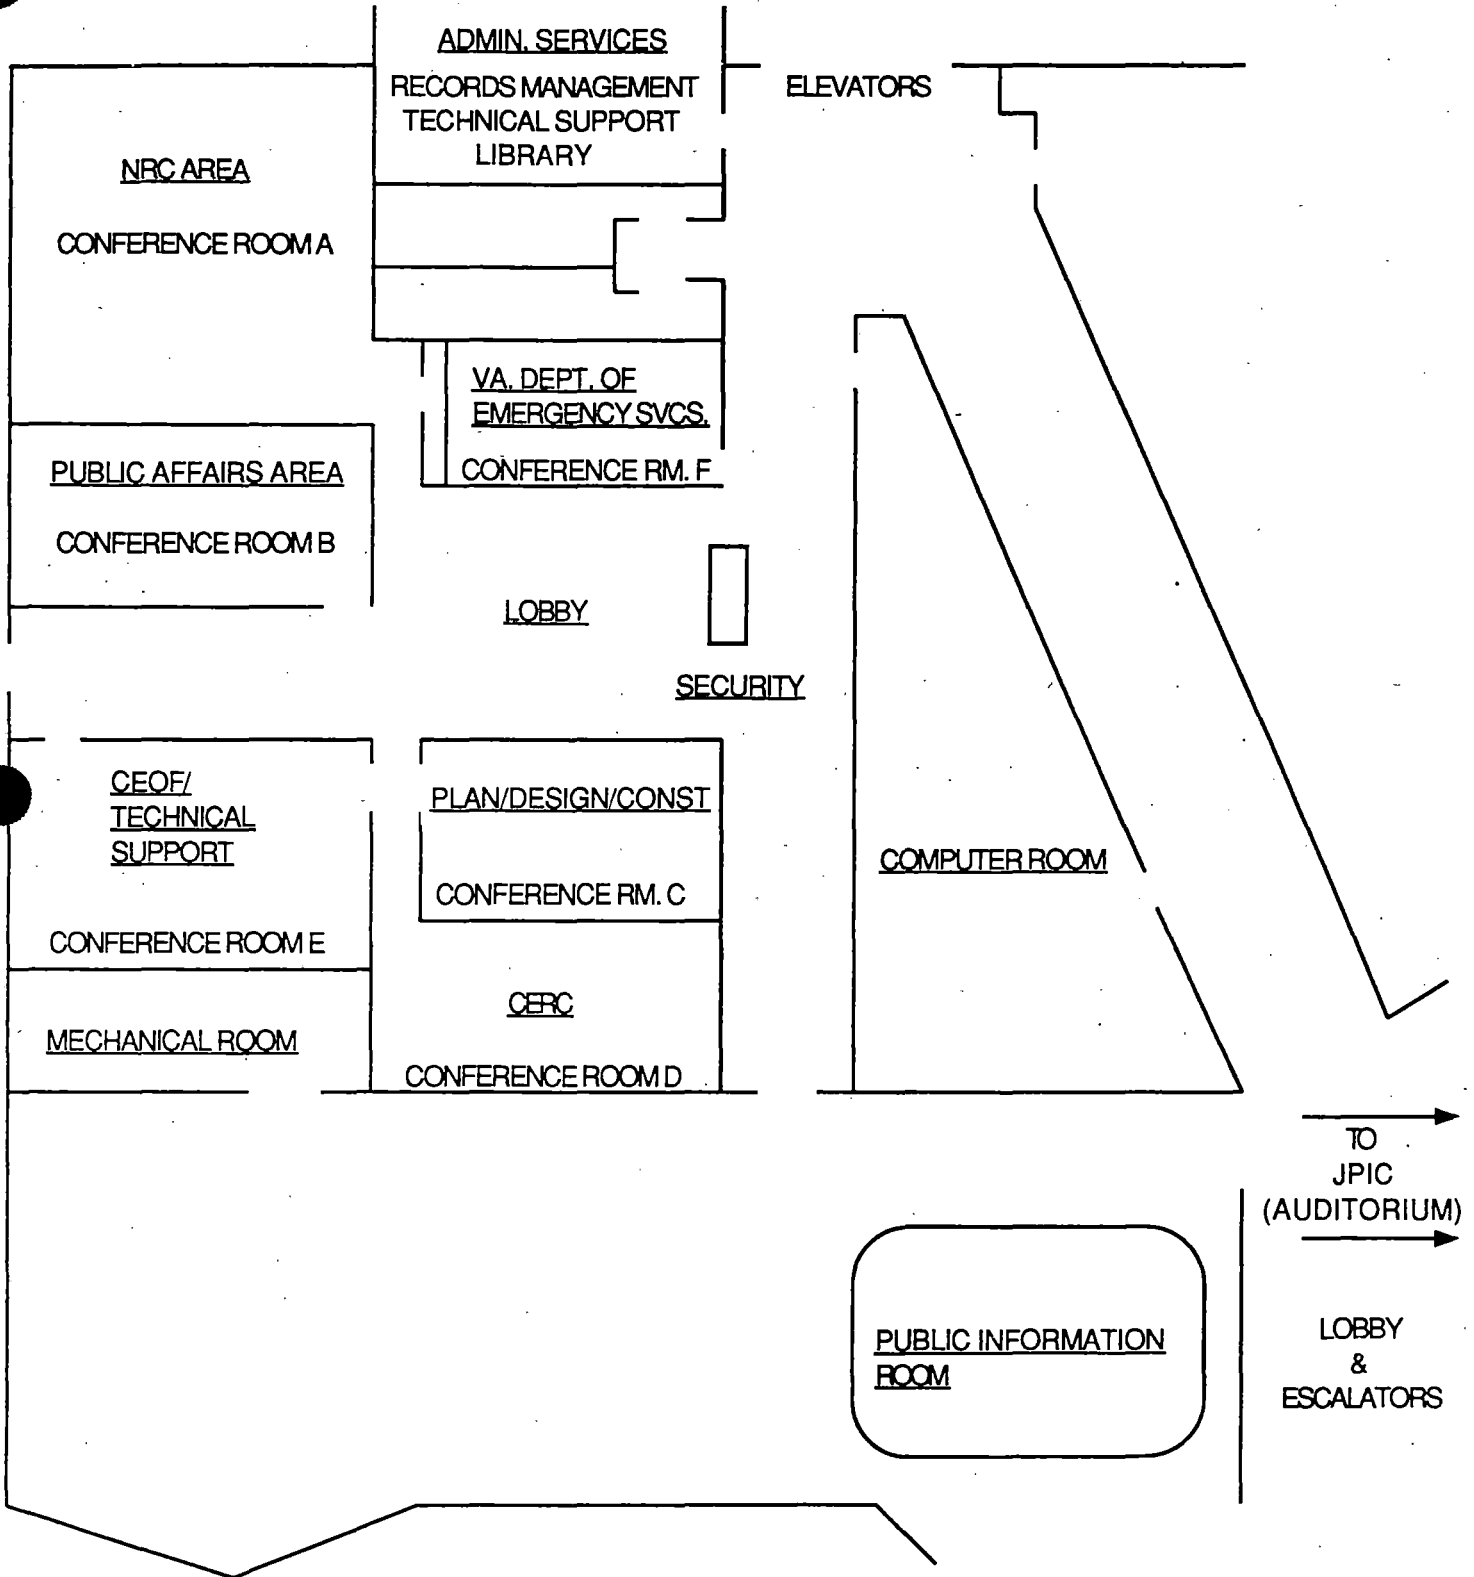 ADMIN. SERVICES
RECORDS MANAGEMENT
TECHNICAL SUPPORT
LIBRARY
ELEVATORS
NRC AREA
CONFERENCE ROOM A
VA. DEPT. OF
EMERGENCY SVCS.
CONFERENCE RM. F
PUBLIC AFFAIRS AREA
CONFERENCE ROOM B
LOBBY
SECURITY
CEOF/
TECHNICAL
SUPPORT
CONFERENCE ROOM E
PLAN/DESIGN/CONST
CONFERENCE RM. C
COMPUTER ROOM
MECHANICAL ROOM
CERC
CONFERENCE ROOM D
TO
JPIC
(AUDITORIUM)
PUBLIC INFORMATION
ROOM
LOBBY
&
ESCALATORS